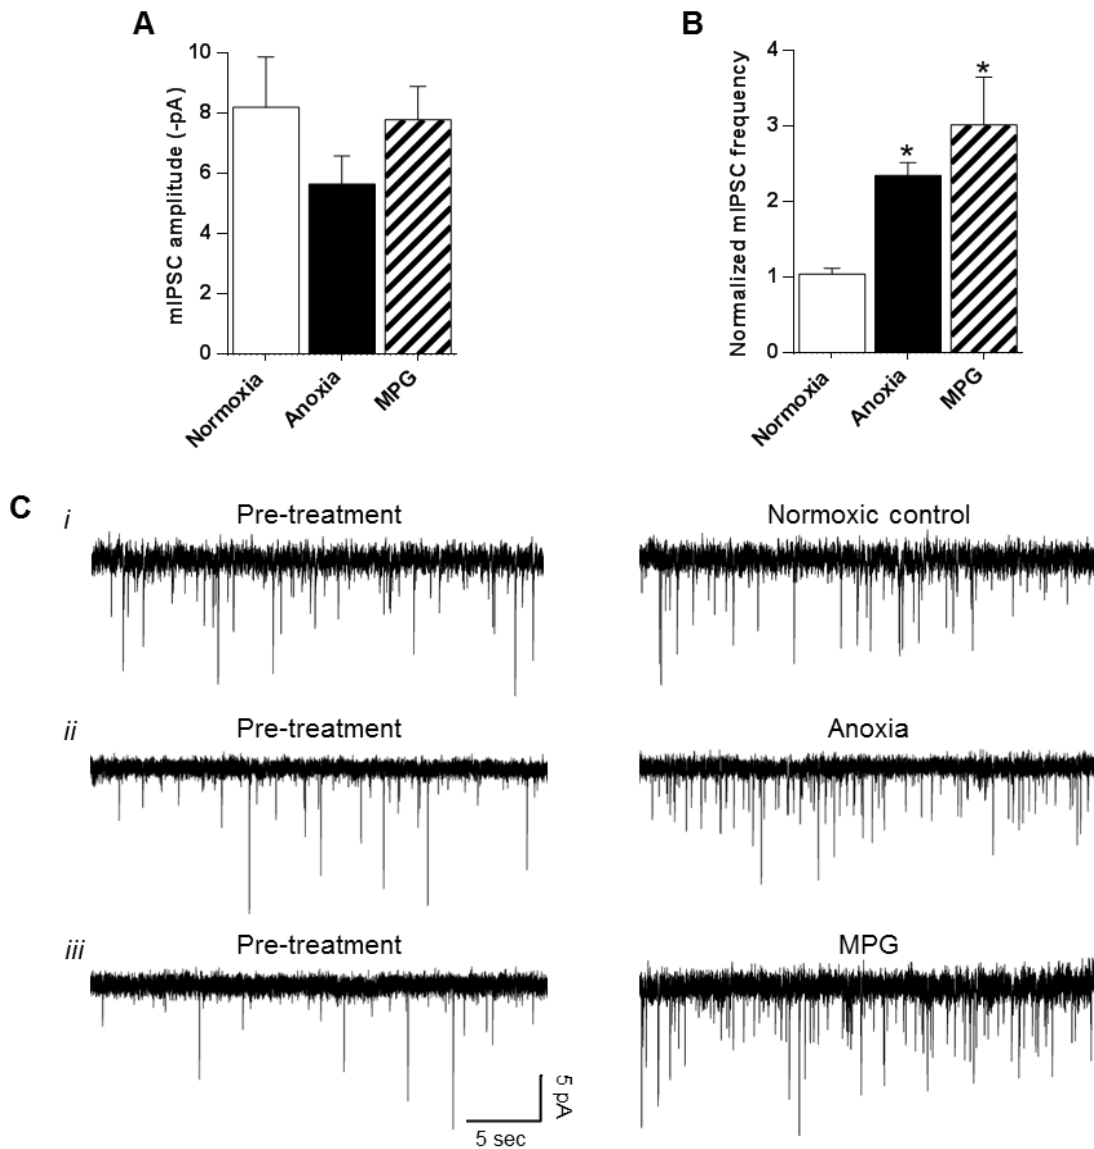 A
B
mIPSC amplitude (-pA)
10
8
6
4
2
0
Normoxia
Anoxia
MPG
Normalized mIPSC frequency
4
3
2
1
0
*
*
Normoxia
Anoxia
MPG
C
i
Pre-treatment
Normoxic control
ii
Pre-treatment
Anoxia
iii
Pre-treatment
MPG
5 pA
5 sec